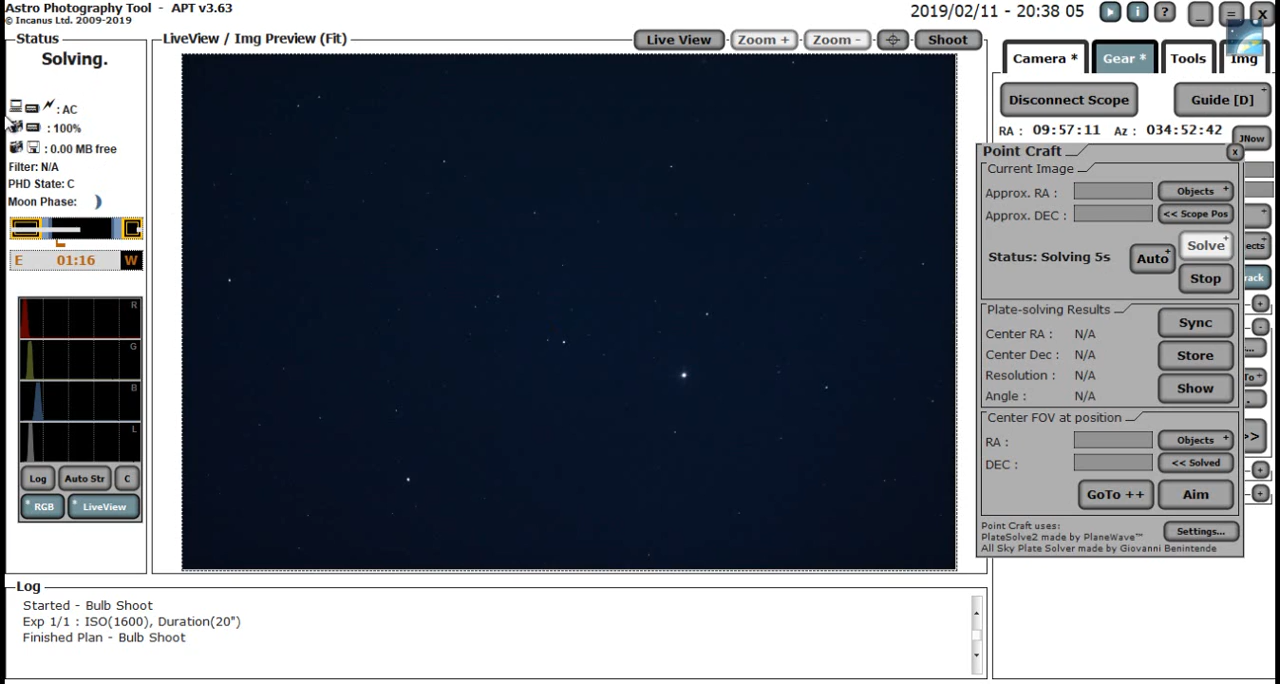 Astro Photography Tool - APT v3.63
© Incanus Ltd. 2009-2019
2019/02/11 - 20:38 05
i
?
_
=
X
Status
Solving.
: AC
: 100%
: 0.00 MB free
Filter: N/A
PHD State: C
Moon Phase:
E 01:16 W
R
G
B
L
Log Auto Str C
RGB LiveView
LiveView / Img Preview (Fit)
Live View Zoom + Zoom - Shoot
Camera * Gear * Tools Img
Disconnect Scope Guide [D]
RA : 09:57:11 Az : 034:52:42 JNow
Point Craft x
Current Image
Approx. RA : Objects +
Approx. DEC : << Scope Pos
Status: Solving 5s Auto + Solve +
Stop
Plate-solving Results
Center RA : N/A Sync
Center Dec : N/A Store
Resolution : N/A
Angle : N/A Show
Center FOV at position
RA : Objects +
DEC : << Solved
GoTo ++ Aim
Point Craft uses:
PlateSolve2 made by PlaneWave™ Settings...
All Sky Plate Solver made by Giovanni Benintende
ects
rack
To +
>>
Log
Started - Bulb Shoot
Exp 1/1 : ISO(1600), Duration(20")
Finished Plan - Bulb Shoot